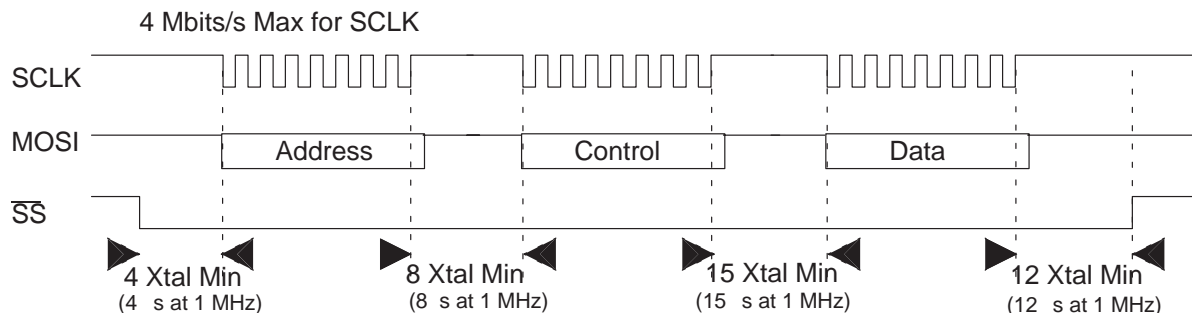 4 Mbits/s Max for SCLK
SCLK
MOSI
Address
Control
Data
SS
4 Xtal Min
8 Xtal Min
15 Xtal Min
12 Xtal Min
(4 s at 1 MHz)
(8 s at 1 MHz)
(15 s at 1 MHz)
(12 s at 1 MHz)